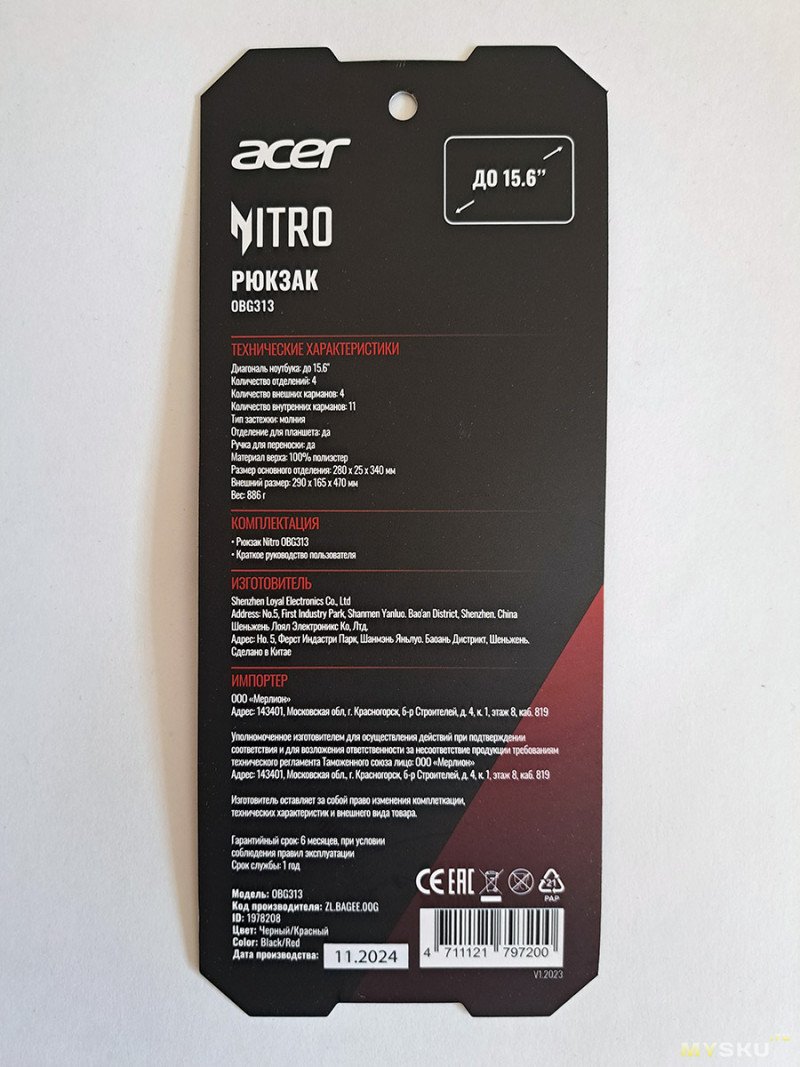 acer
ДО 15.6”
NITRO
РЮКЗАК
OBG313
ТЕХНИЧЕСКИЕ ХАРАКТЕРИСТИКИ
Диагональ ноутбука: до 15.6"
Количество отделений: 4
Количество внешних карманов: 4
Количество внутренних карманов: 11
Тип застежки: молния
Отделение для планшета: да
Ручка для переноски: да
Материал верха: 100% полиэстер
Размер основного отделения: 280 x 25 x 340 мм
Внешний размер: 290 x 165 x 470 мм
Вес: 886 г
КОМПЛЕКТАЦИЯ
• Рюкзак Nitro OBG313
• Краткое руководство пользователя
ИЗГОТОВИТЕЛЬ
Shenzhen Loyal Electronics Co., Ltd
Address: No.5, First Industry Park, Shanmen Yanluo. Bao'an District, Shenzhen. China
Шеньжень Лоял Электроникс Ко, Лтд.
Адрес: Но. 5, Ферст Индастри Парк, Шанмэнь Яньлуо. Баоань Дистрикт, Шеньжень.
Сделано в Китае
ИМПОРТЕР
ООО «Мерлион»
Адрес: 143401, Московская обл, г. Красногорск, б-р Строителей, д. 4, к. 1, этаж 8, каб. 819
Уполномоченное изготовителем для осуществления действий при подтверждении
соответствия и для возложения ответственности за несоответствие продукции требованиям
технического регламента Таможенного союза лицо: ООО «Мерлион»
Адрес: 143401, Московская обл., г. Красногорск, б-р Строителей, д. 4, к. 1, этаж 8, каб. 819
Изготовитель оставляет за собой право изменения комплеткации,
технических характеристик и внешнего вида товара.
Гарантийный срок: 6 месяцев, при условии
соблюдения правил эксплуатации
Срок службы: 1 год
CE EAC 21
PAP
Модель: OBG313
Код производителя: ZL.BAGEE.00G
ID: 1978208
Цвет: Черный/Красный
Color: Black/Red
Дата производства: 11.2024
4 711121 797200
V1.2023
MYSKU